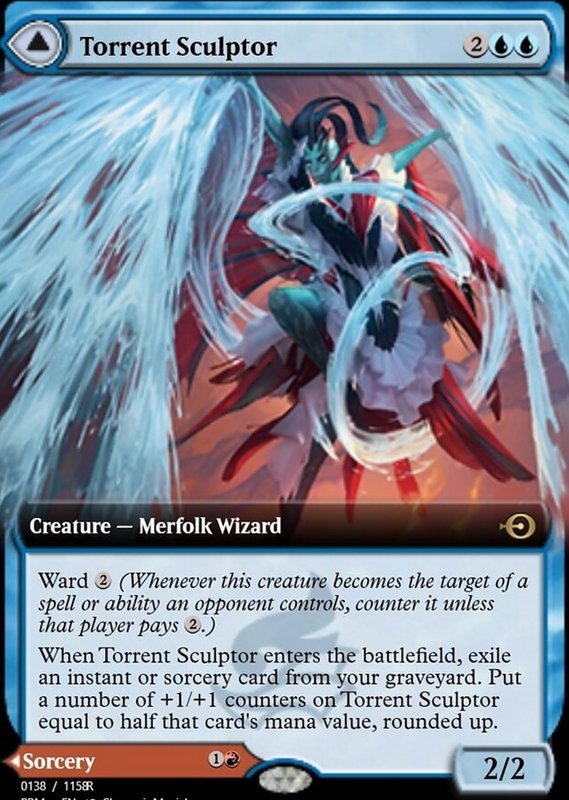 Torrent Sculptor 2
Creature — Merfolk Wizard
Ward 2 (Whenever this creature becomes the target of a
spell or ability an opponent controls, counter it unless
that player pays 2.)
When Torrent Sculptor enters the battlefield, exile
an instant or sorcery card from your graveyard. Put
a number of +1/+1 counters on Torrent Sculptor
equal to half that card's mana value, rounded up.
Sorcery 1
2/2
0138 / 1158R